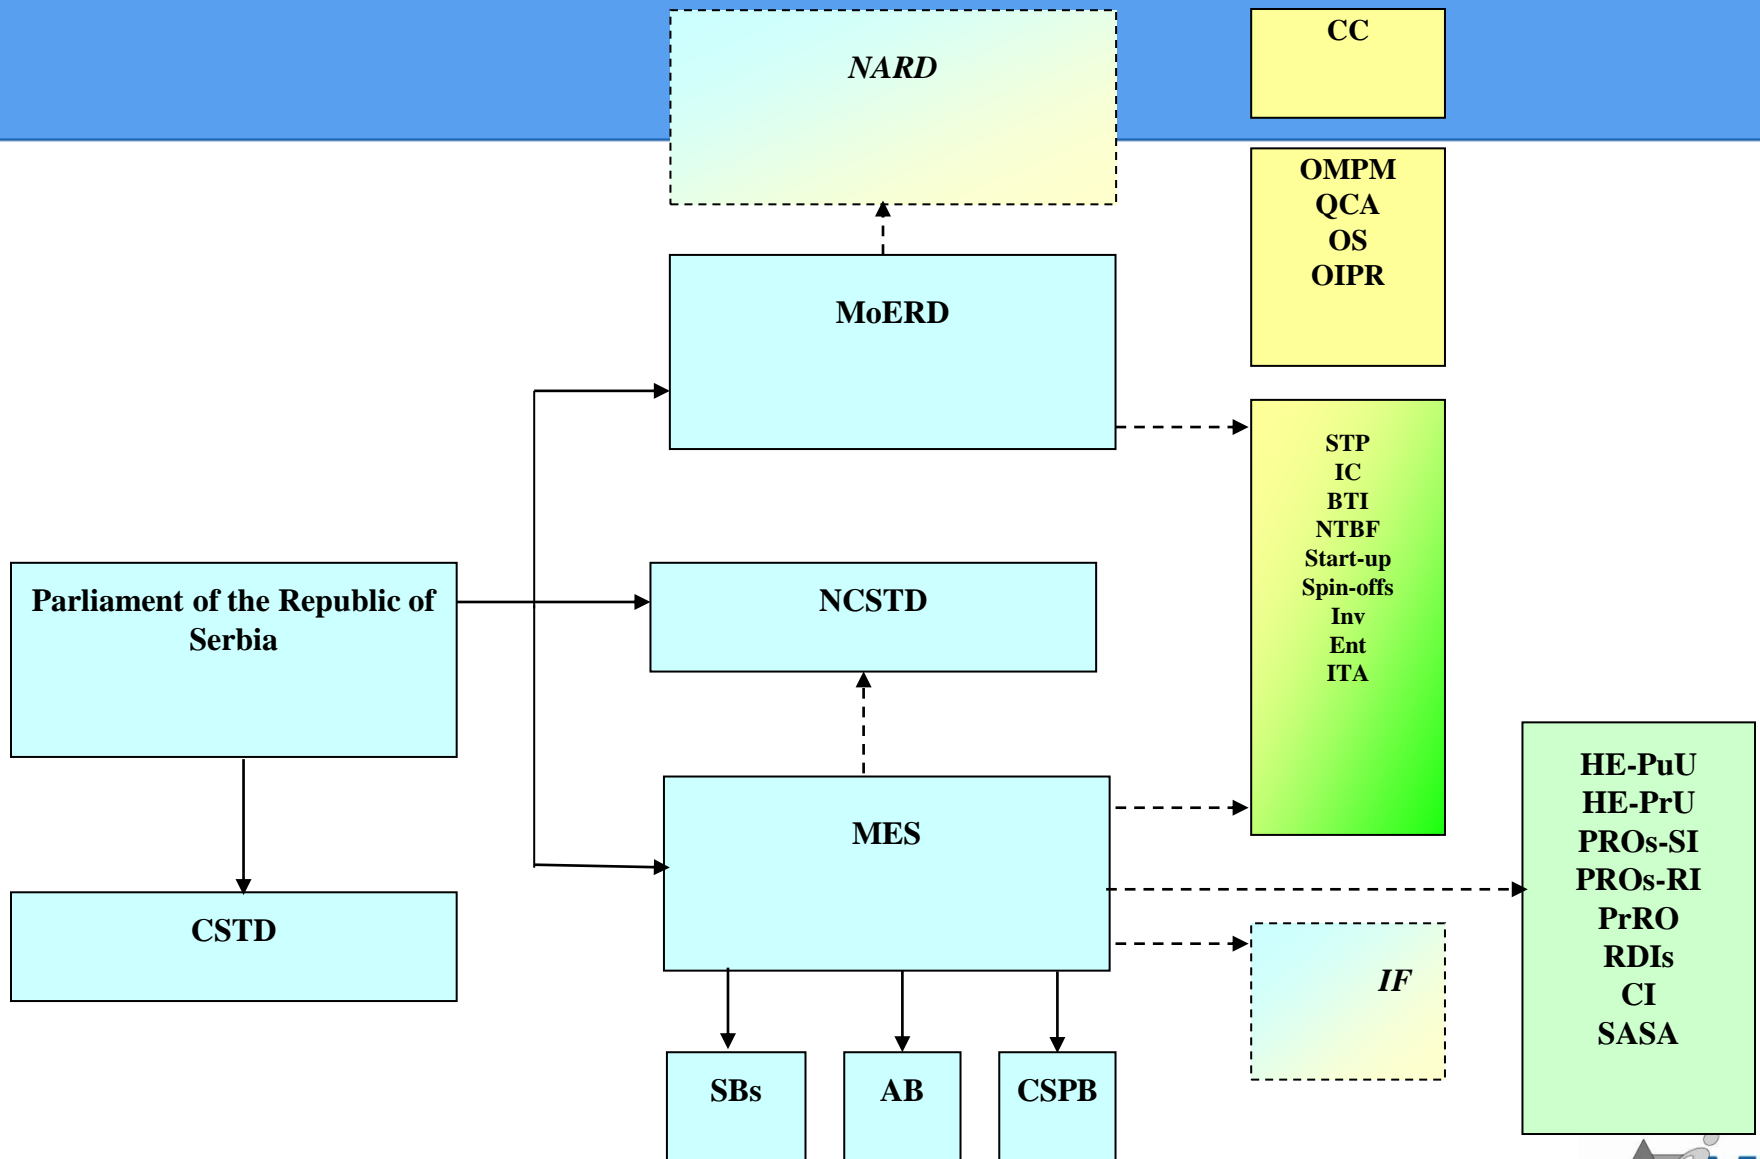 NARD
CC
OMPM
QCA
OS
OIPR
MoERD
STP
IC
BTI
NTBF
Start-up
Spin-offs
Inv
Ent
ITA
Parliament of the Republic of
Serbia
NCSTD
MES
HE-PuU
HE-PrU
PROs-SI
PROs-RI
PrRO
RDIs
CI
SASA
CSTD
IF
SBs
AB
CSPB